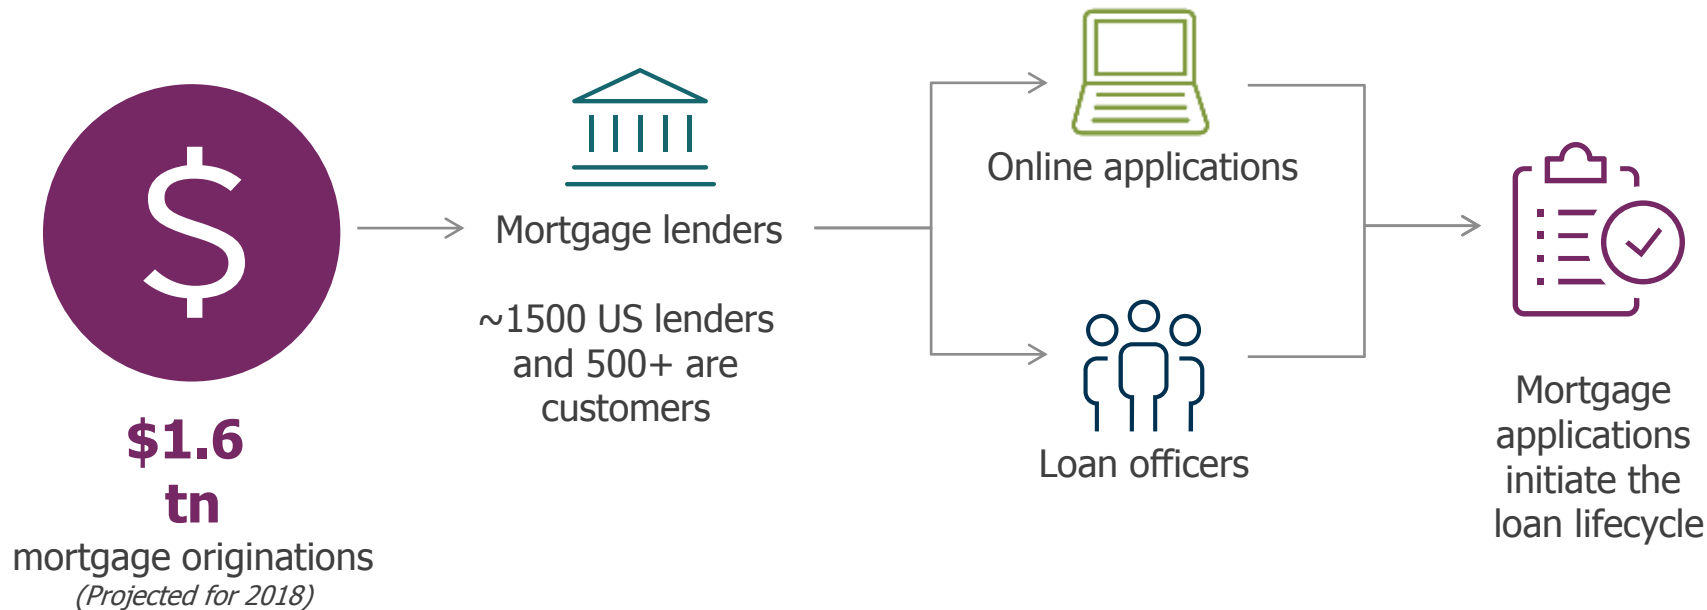 $
$1.6
tn
mortgage originations
(Projected for 2018)
Mortgage lenders
~1500 US lenders
and 500+ are
customers
Online applications
Loan officers
Mortgage
applications
initiate the
loan lifecycle